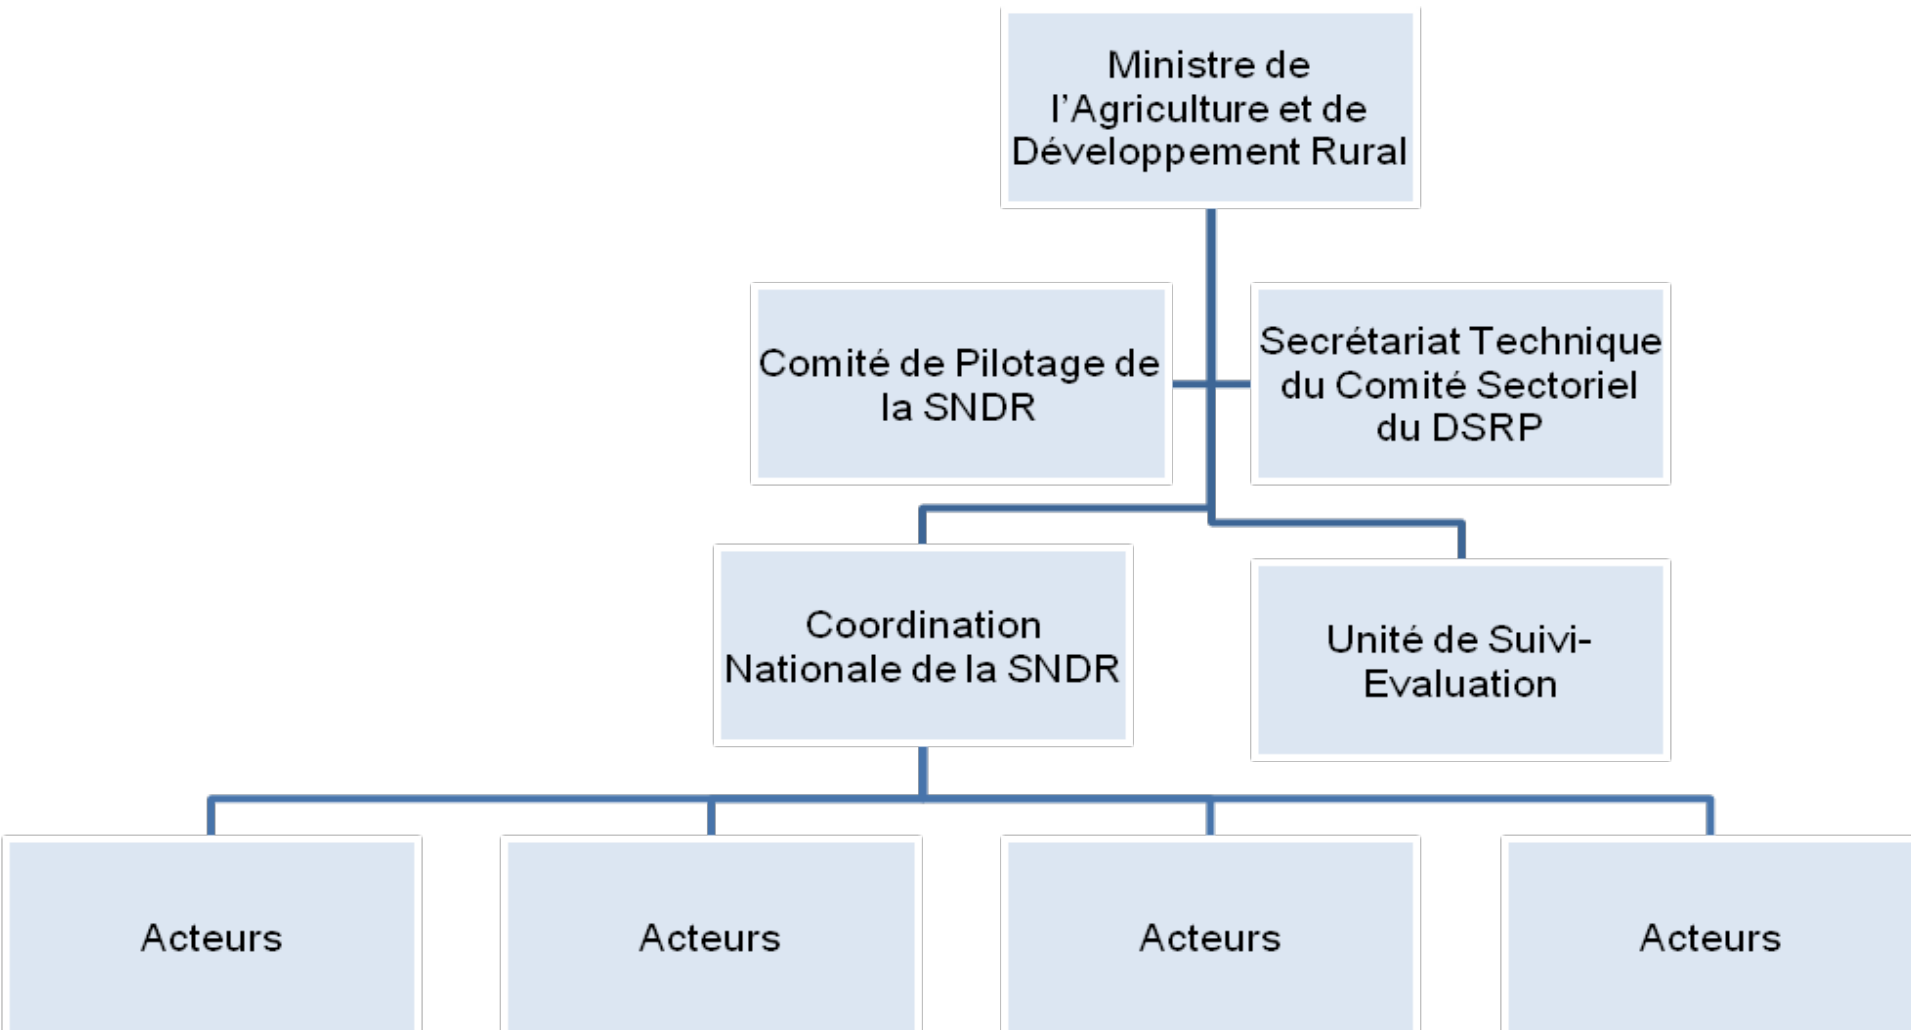 Ministre de
l’Agriculture et de
Développement Rural
Comité de Pilotage de
la SNDR
Secrétariat Technique
du Comité Sectoriel
du DSRP
Coordination
Nationale de la SNDR
Unité de Suivi-
Evaluation
Acteurs
Acteurs
Acteurs
Acteurs